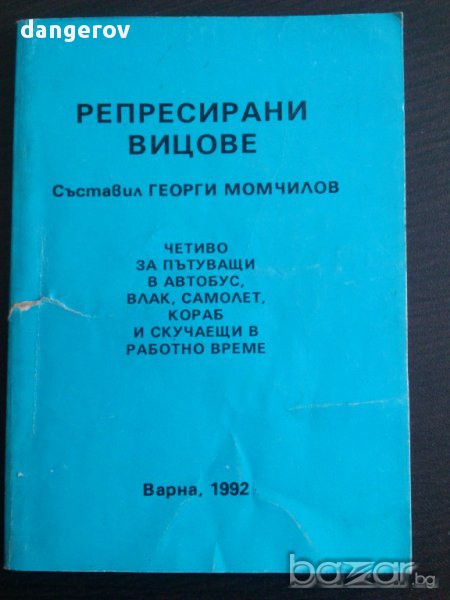 dangerov
РЕПРЕСИРАНИ
ВИЦОВЕ
Съставил ГЕОРГИ МОМЧИЛОВ
ЧЕТИВО
ЗА ПЪТУВАЩИ
В АВТОБУС,
ВЛАК, САМОЛЕТ,
КОРАБ
И СКУЧАЕЩИ В
РАБОТНО ВРЕМЕ
Варна, 1992
bazar.bg